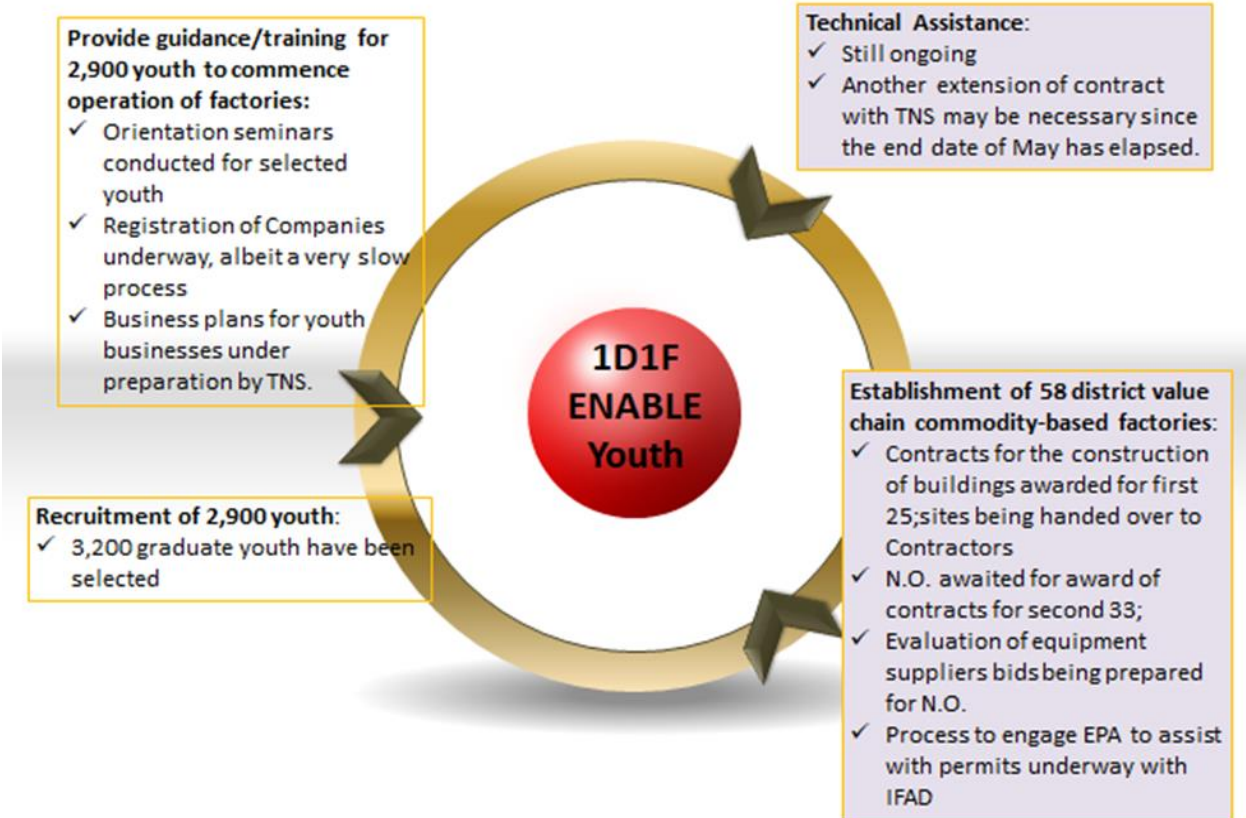 Provide guidance/training for
2,900 youth to commence
operation of factories:
✓ Orientation seminars
conducted for selected
youth
✓ Registration of Companies
underway, albeit a very slow
process
✓ Business plans for youth
businesses under
preparation by TNS.
Technical Assistance:
✓ Still ongoing
✓ Another extension of contract
with TNS may be necessary since
the end date of May has elapsed.
1D1F
ENABLE
Youth
Recruitment of 2,900 youth:
✓ 3,200 graduate youth have been
selected
Establishment of 58 district value
chain commodity-based factories:
✓ Contracts for the construction
of buildings awarded for first
25;sites being handed over to
Contractors
✓ N.O. awaited for award of
contracts for second 33;
✓ Evaluation of equipment
suppliers bids being prepared
for N.O.
✓ Process to engage EPA to assist
with permits underway with
IFAD